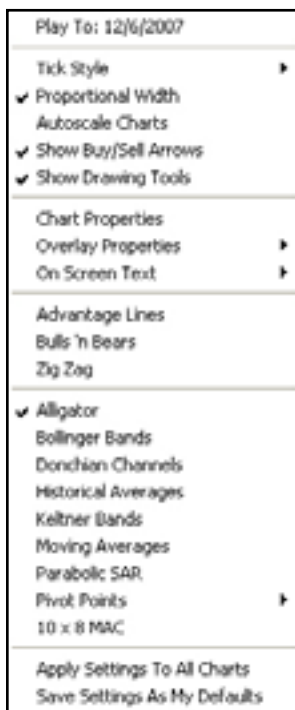 Play To: 12/6/2007
Tick Style
Proportional Width
Autoscale Charts
Show Buy/Sell Arrows
Show Drawing Tools
Chart Properties
Overlay Properties
On Screen Text
Advantage Lines
Bulls 'n Bears
Zig Zag
Alligator
Bollinger Bands
Donchian Channels
Historical Averages
Keltner Bands
Moving Averages
Parabolic SAR
Pivot Points
10 x 8 MAC
Apply Settings To All Charts
Save Settings As My Defaults